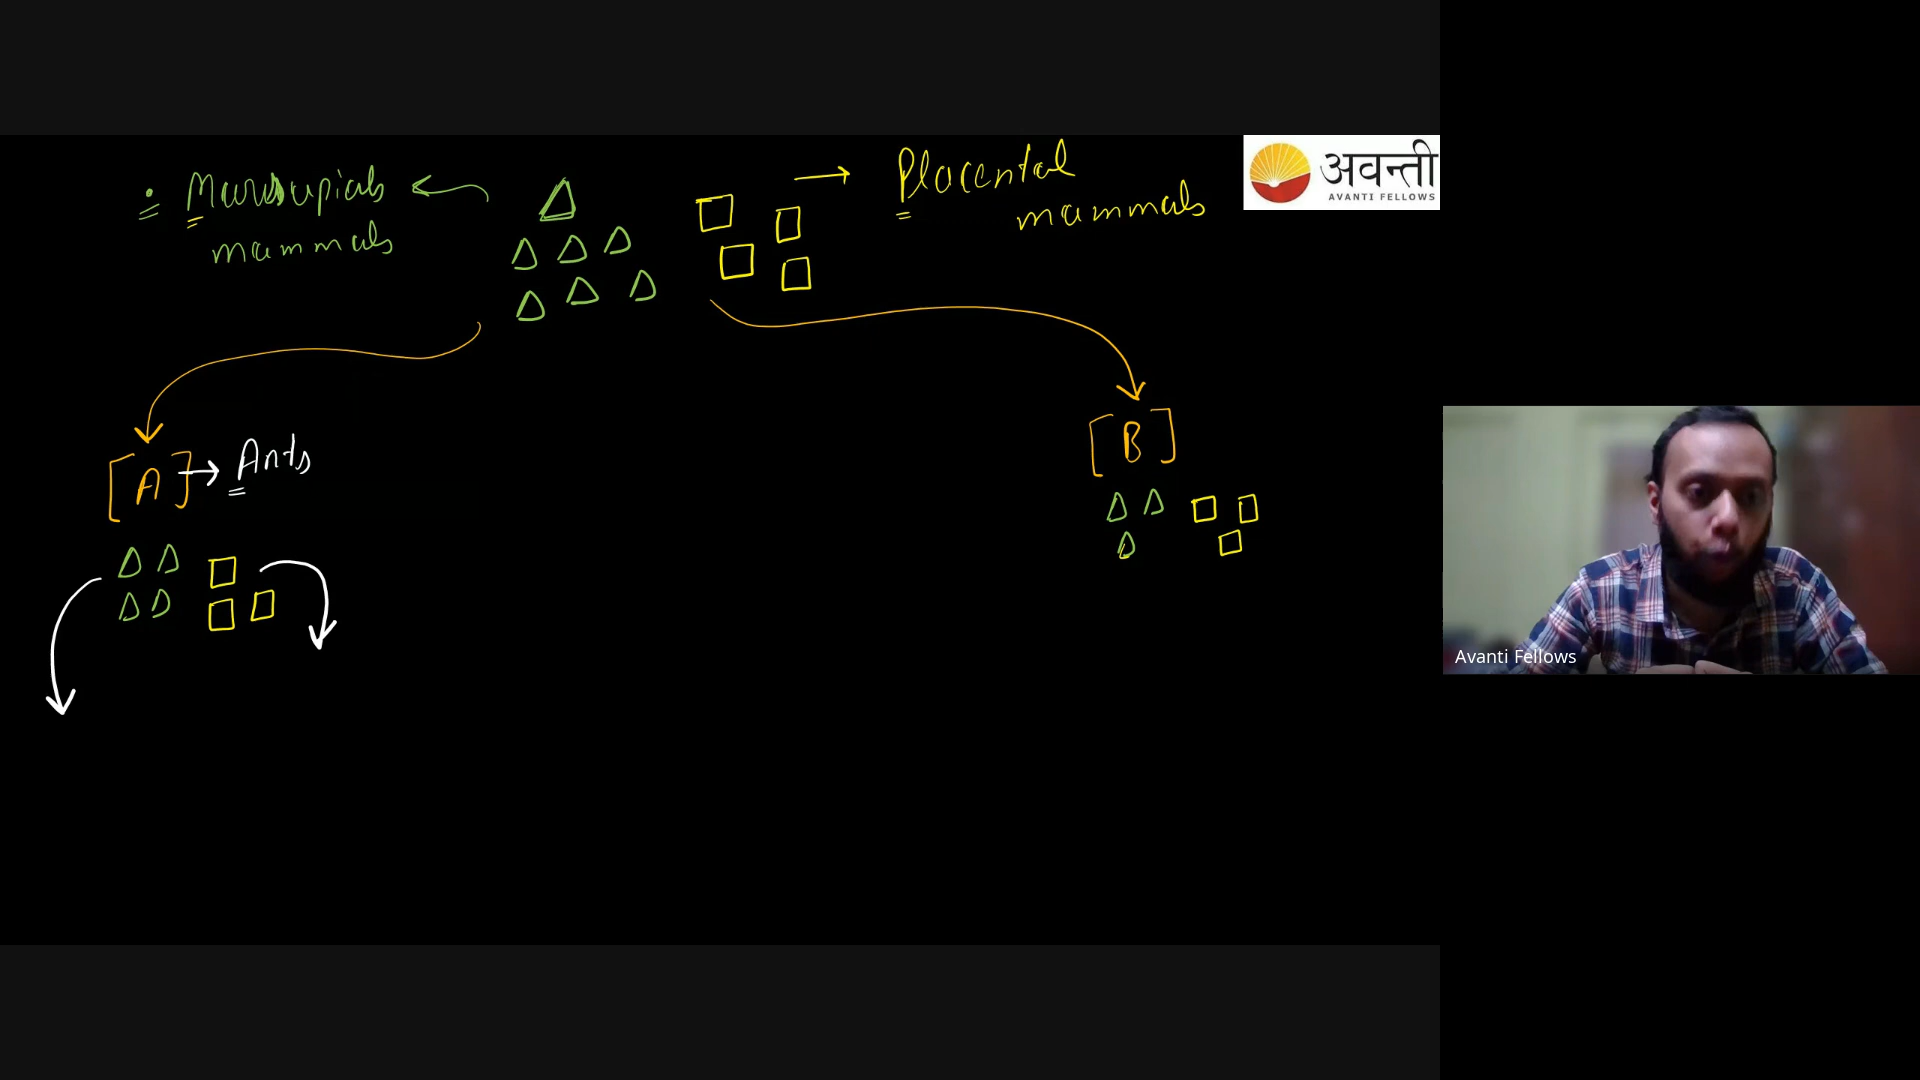 Marsupials
mammals
Placental
mammals
अवन्ती
AVANTI FELLOWS
[A] → Ants
[B]
Avanti Fellows